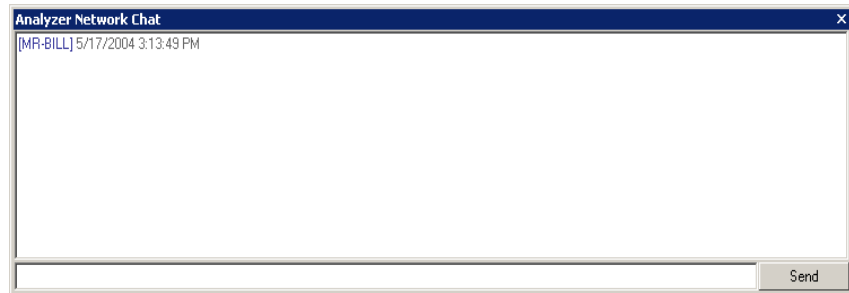 Analyzer Network Chat
[MR-BILL] 5/17/2004 3:13:49 PM
Send